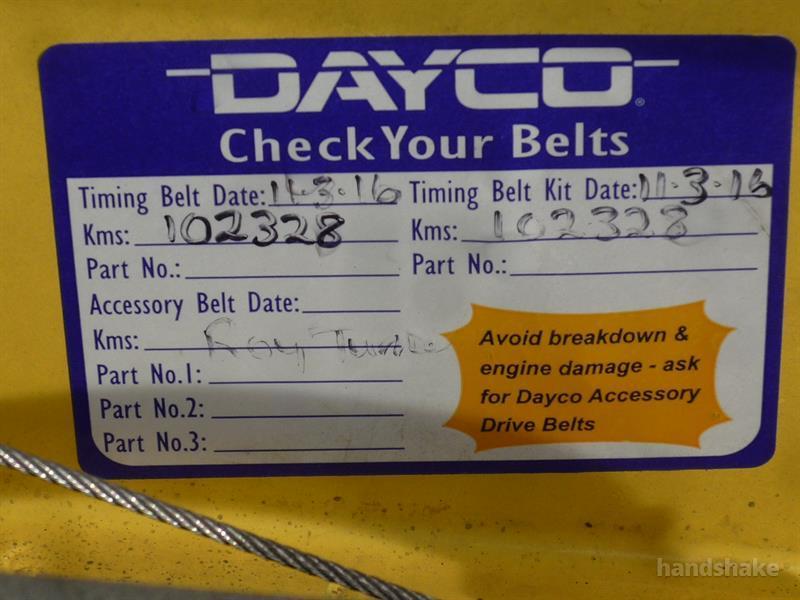 DAYCO®
Check Your Belts
Timing Belt Date: 11-3-16 Timing Belt Kit Date: 11-3-16
Kms: 102328 Kms: 102328
Part No.: Part No.:
Accessory Belt Date:
Kms: Roy
Part No.1:
Part No.2:
Part No.3:
Avoid breakdown &
engine damage - ask
for Dayco Accessory
Drive Belts
handshake